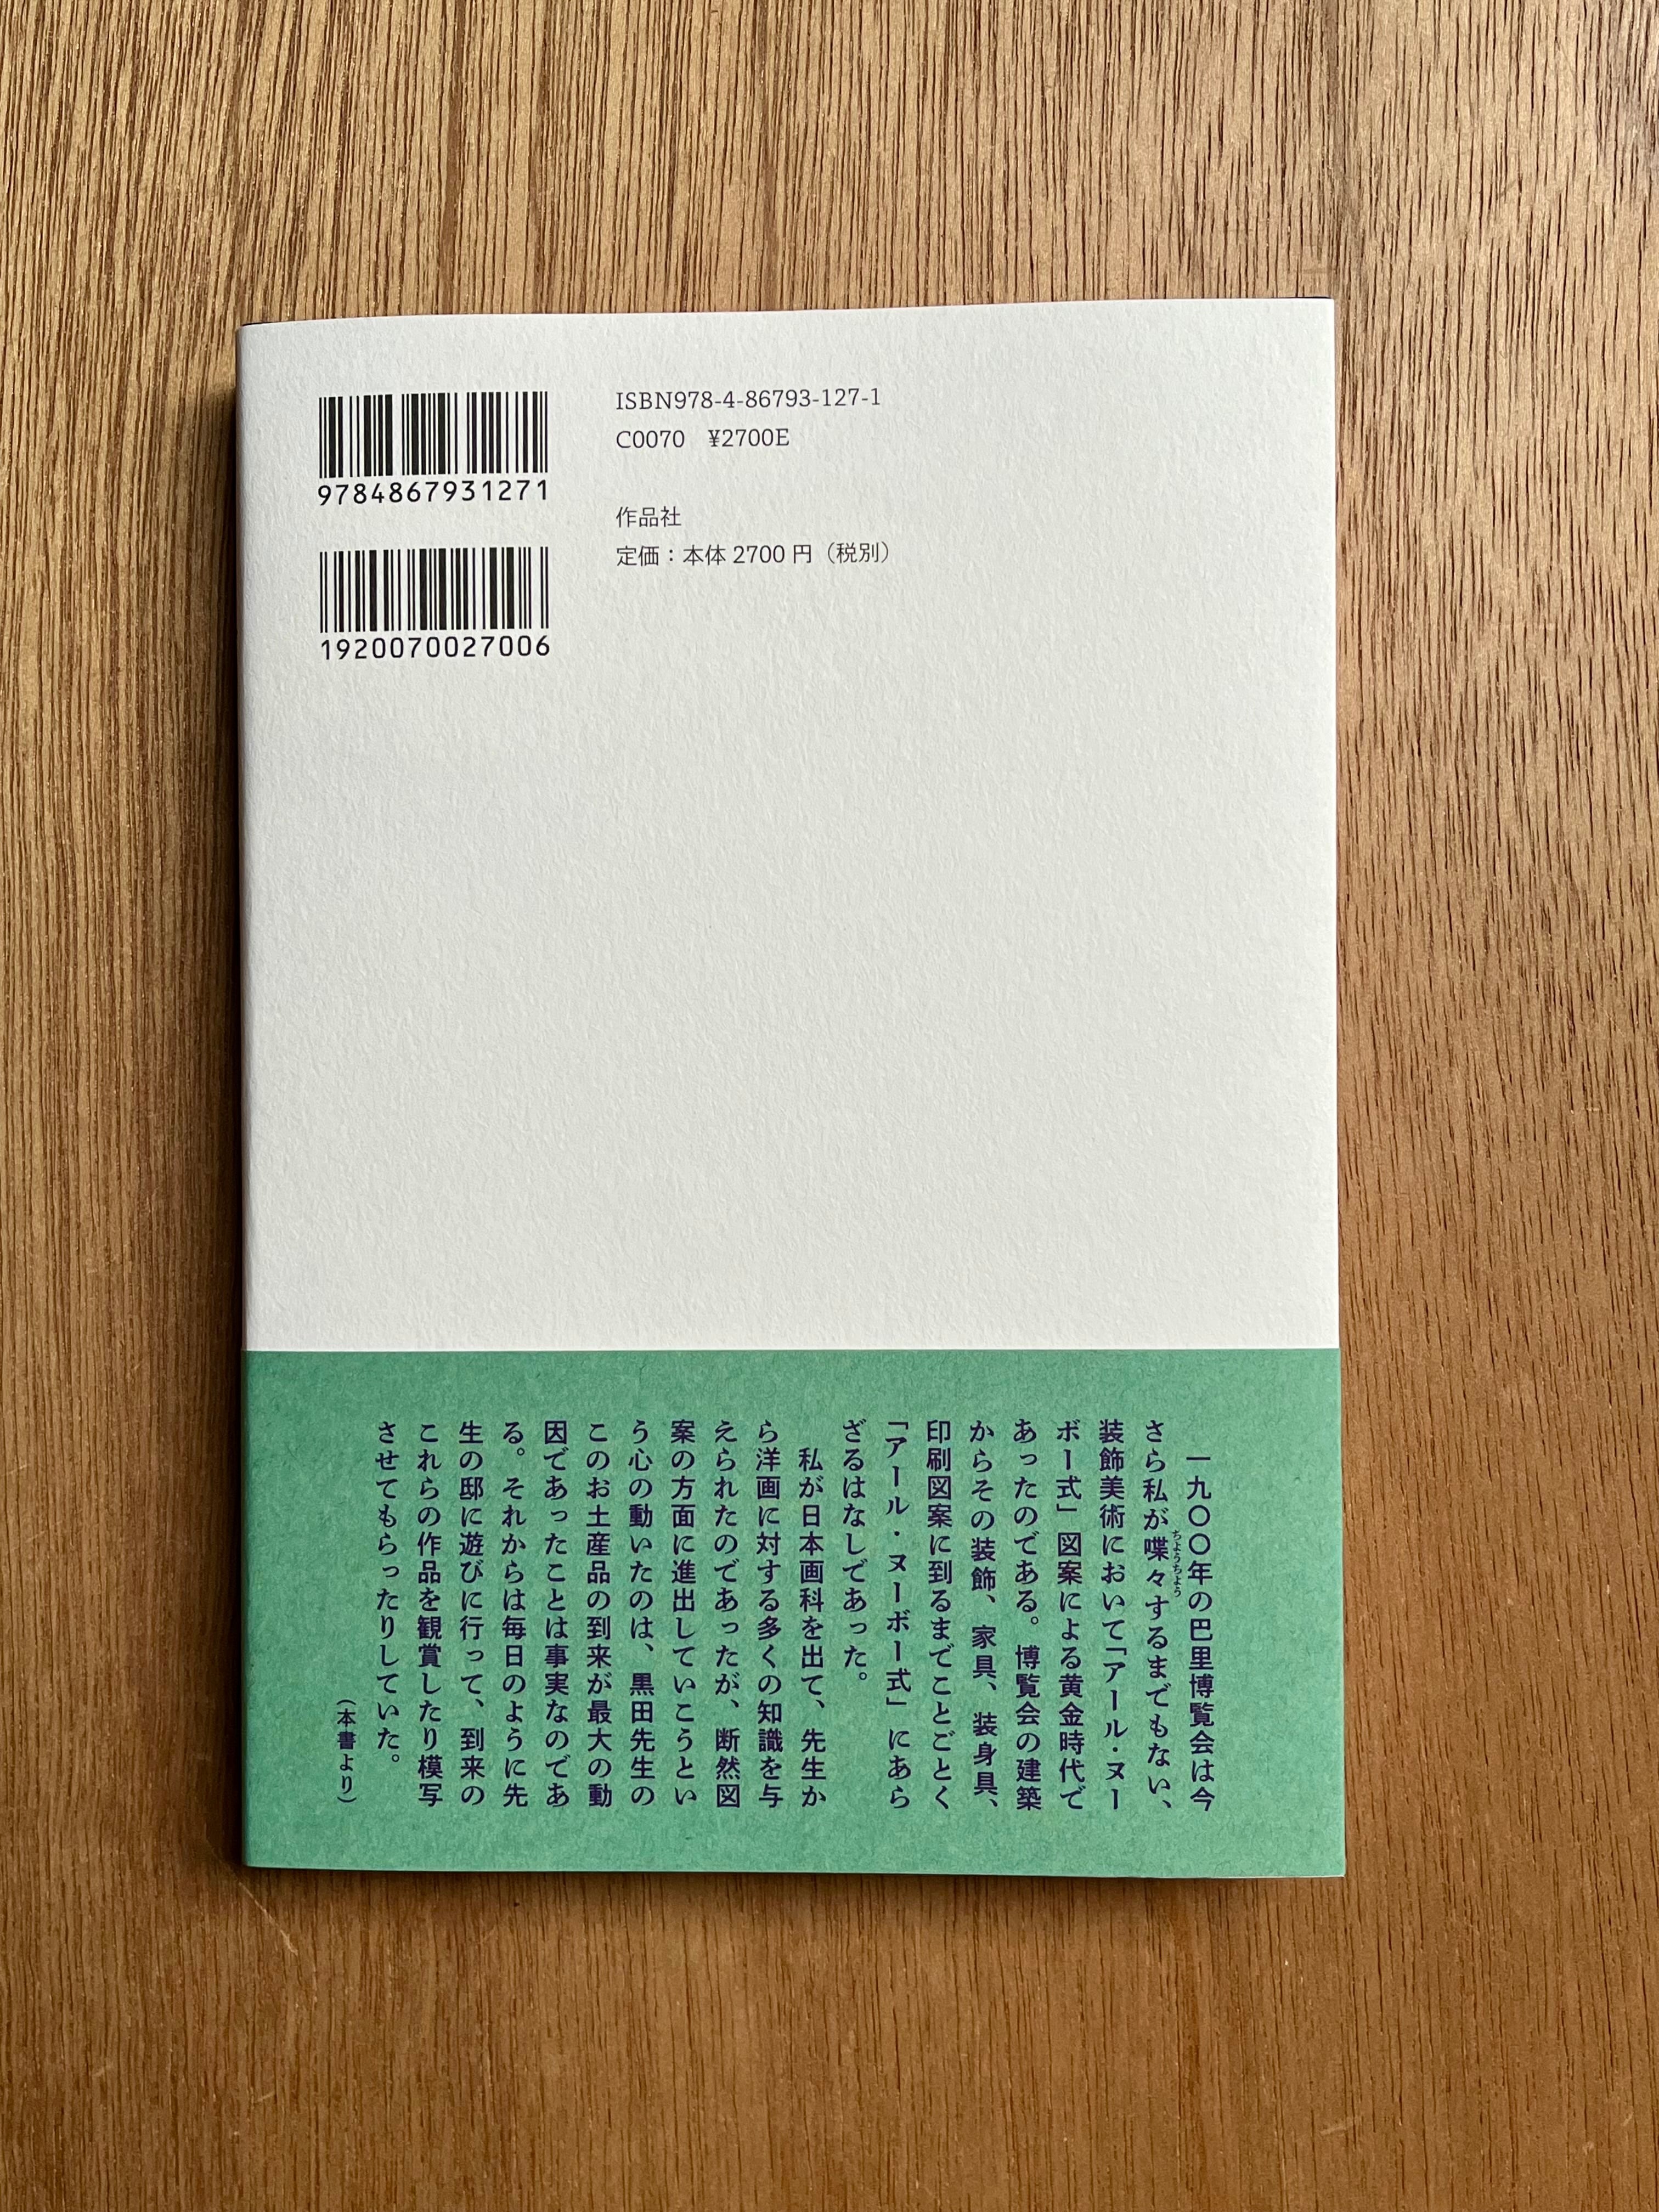 9784867931271
1920070027006
ISBN978-4-86793-127-1
C0070 ¥2700E
作品社
定価：本体2700円（税別）
一九〇〇年の巴里博覧会は今
さら私が喋々するまでもない、
ちょうちょう
装飾美術において「アール・ヌー
ボー式」図案による黄金時代で
あったのである。博覧会の建築
からその装飾、家具、装身具、
印刷図案に到るまでことごとく
「アール・ヌーボー式」にあら
ざるはなしであった。
私が日本画科を出て、先生か
ら洋画に対する多くの知識を与
えられたのであったが、断然図
案の方面に進出していこうとい
う心の動いたのは、黒田先生の
このお土産品の到来が最大の動
因であったことは事実なのであ
る。それからは毎日のように先
生の邸に遊びに行って、到来の
これらの作品を観賞したり模写
させてもらったりしていた。
（本書より）